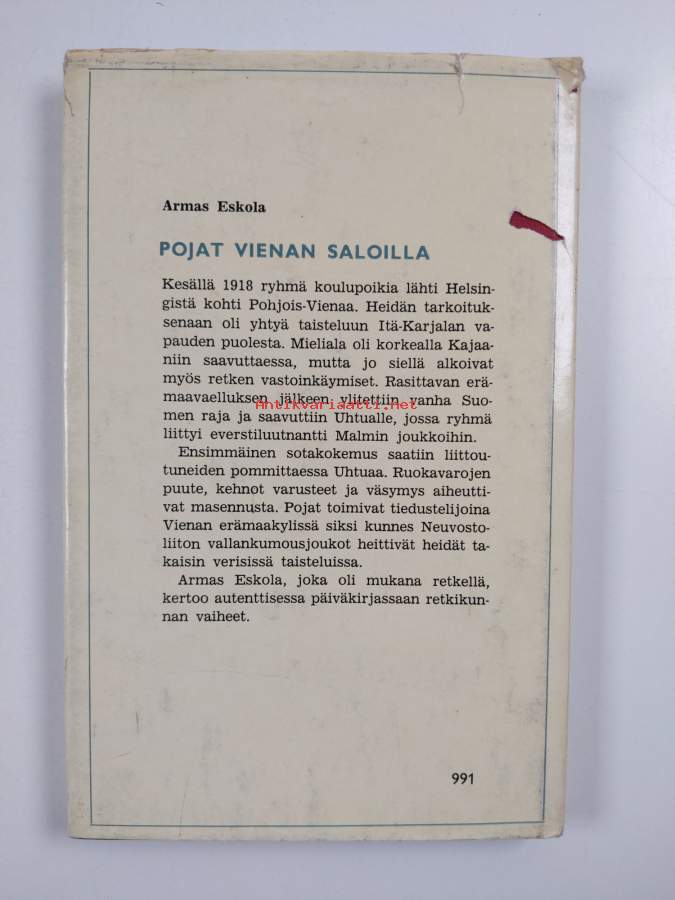 Armas Eskola
POJAT VIENAN SALOILLA
Kesällä 1918 ryhmä koulupoikia lähti Helsin-
gistä kohti Pohjois-Vienaa. Heidän tarkoituk-
senaan oli yhtyä taisteluun Itä-Karjalan va-
pauden puolesta. Mieliala oli korkealla Kajaa-
niin saavuttaessa, mutta jo siellä alkoivat
myös retken vastoinkäymiset. Rasittavan erä-
maavaelluksen jälkeen ylitettiin vanha Suo-
Antikvariaatti.net
men raja ja saavuttiin Uhtualle, jossa ryhmä
liittyi everstiluutnantti Malmin joukkoihin.
Ensimmäinen sotakokemus saatiin liittou-
tuneiden pommittaessa Uhtuaa. Ruokavarojen
puute, kehnot varusteet ja väsymys aiheutti-
vat masennusta. Pojat toimivat tiedustelijoina
Vienan erämaakylissä siksi kunnes Neuvosto-
liiton vallankumousjoukot heittivät heidät ta-
kaisin verisissä taisteluissa.
Armas Eskola, joka oli mukana retkellä,
kertoo autenttisessa päiväkirjassaan retkikun-
nan vaiheet.
991